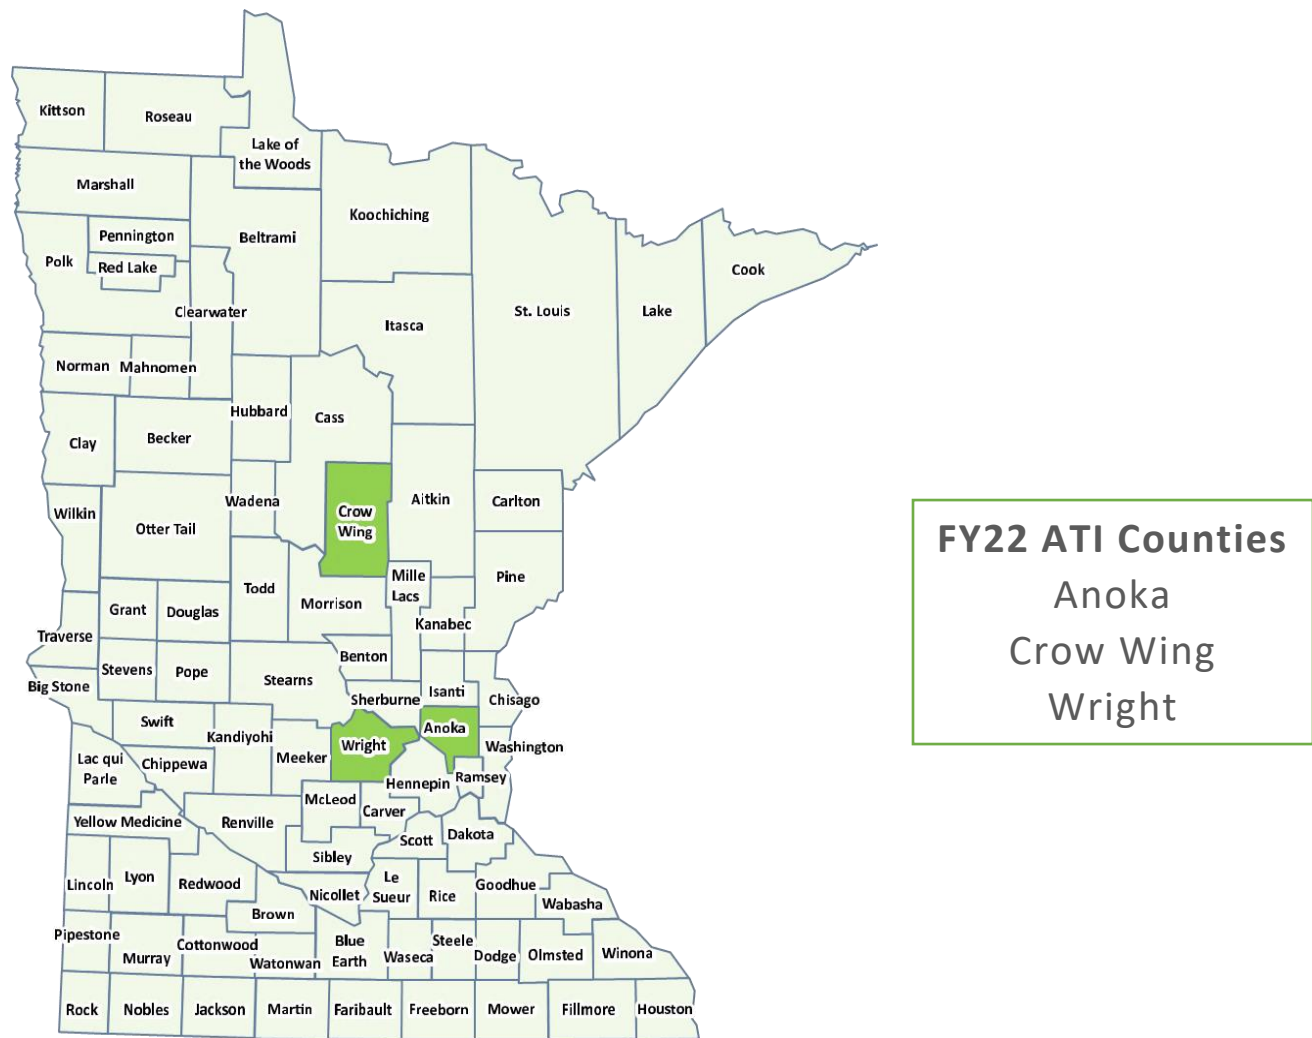 Kittson
Roseau
Lake of
the Woods
Marshall
Koochiching
Pennington
Beltrami
Polk
Red Lake
Cook
Clearwater
St. Louis
Lake
Itasca
Norman
Mahnomen
Hubbard
Cass
Clay
Becker
Wadena
Aitkin
Carlton
Wilkin
Otter Tail
Crow
Wing
FY22 ATI Counties
Anoka
Crow Wing
Wright
Mille
Lacs
Pine
Todd
Morrison
Grant
Douglas
Kanabec
Traverse
Benton
Stevens
Pope
Stearns
Big Stone
Sherburne
Isanti
Chisago
Swift
Kandiyohi
Anoka
Wright
Washington
Meeker
Lac qui
Parle
Chippewa
Hennepin
Ramsey
McLeod
Carver
Yellow Medicine
Renville
Scott
Dakota
Sibley
Lincoln
Lyon
Redwood
Nicollet
Le
Sueur
Rice
Goodhue
Wabasha
Brown
Pipestone
Murray
Cottonwood
Watonwan
Blue
Earth
Waseca
Steele
Dodge
Olmsted
Winona
Rock
Nobles
Jackson
Martin
Faribault
Freeborn
Mower
Fillmore
Houston